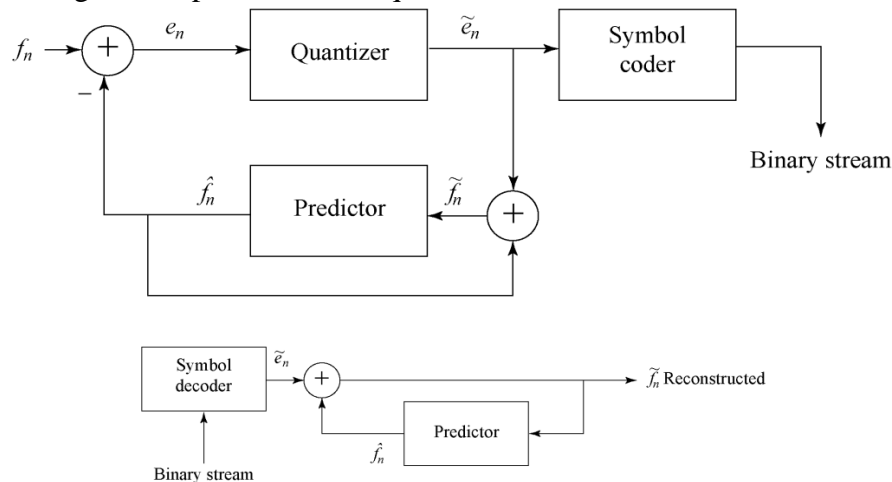 f_n
+
−
e_n
Quantizer
ẽ_n
Symbol
coder
Binary stream
f̂_n
Predictor
f̃_n
+
Symbol
decoder
ẽ_n
+
f̃_n Reconstructed
Predictor
f̂_n
Binary stream